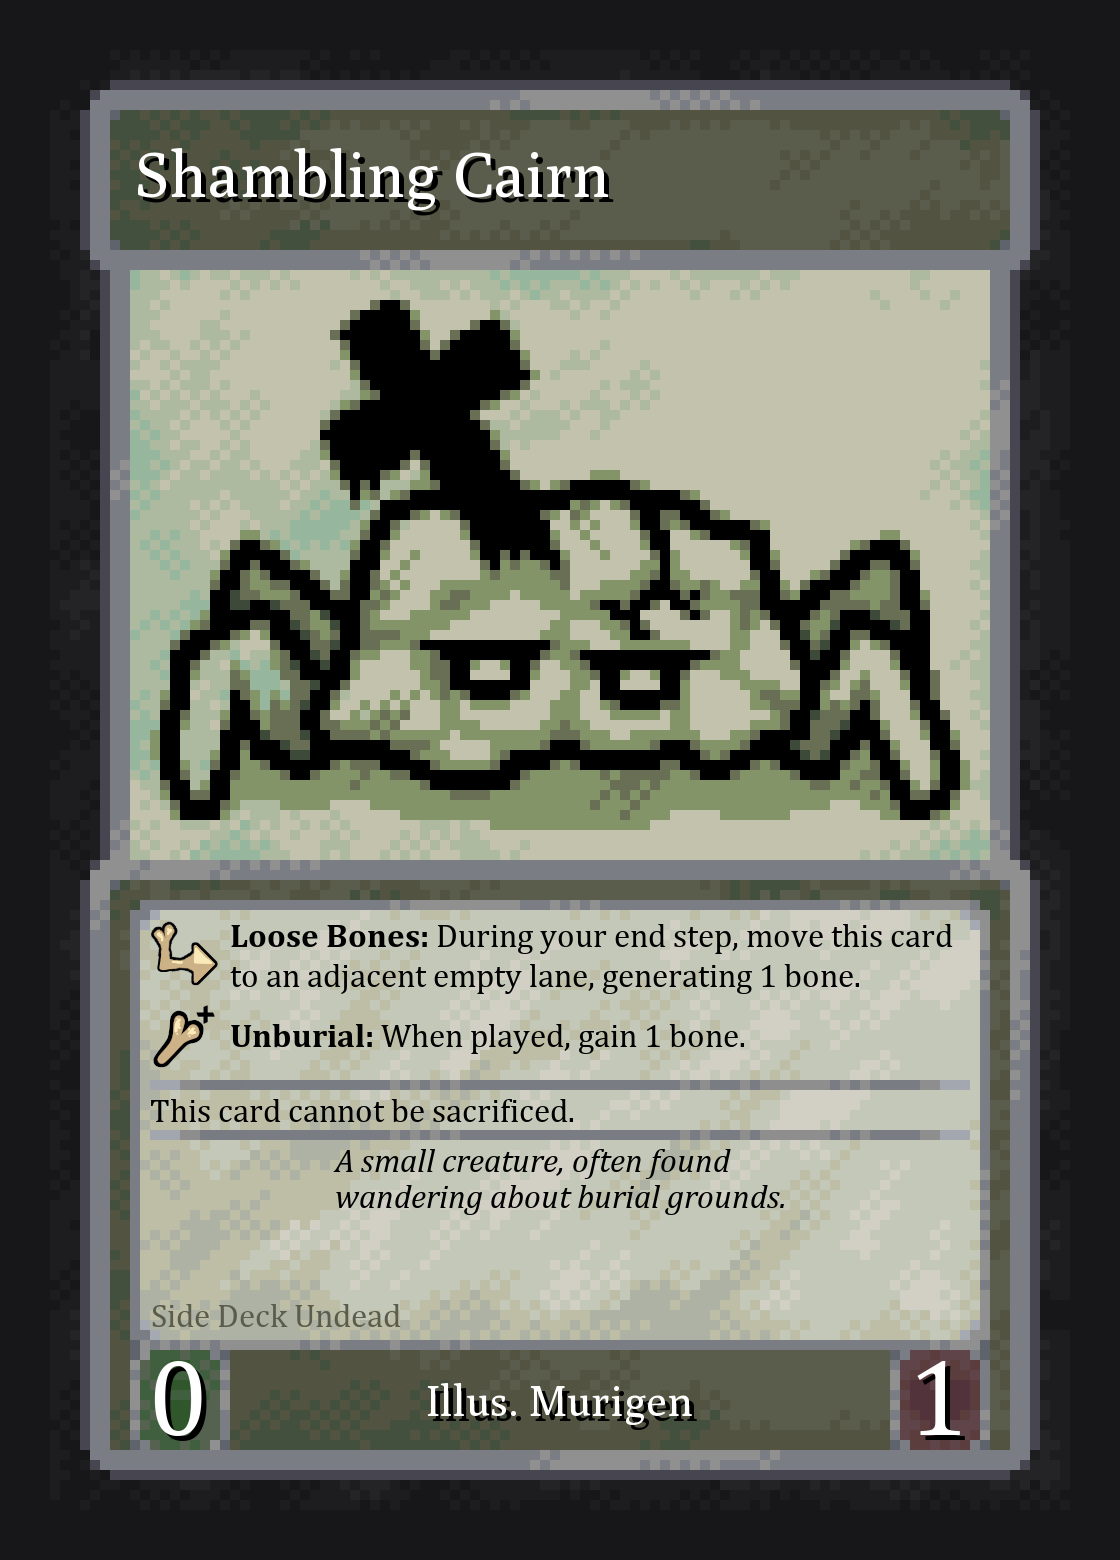 Shambling Cairn
Loose Bones: During your end step, move this card
to an adjacent empty lane, generating 1 bone.
Unburial: When played, gain 1 bone.
This card cannot be sacrificed.
A small creature, often found
wandering about burial grounds.
Side Deck Undead
0
Illus. Murigen
1